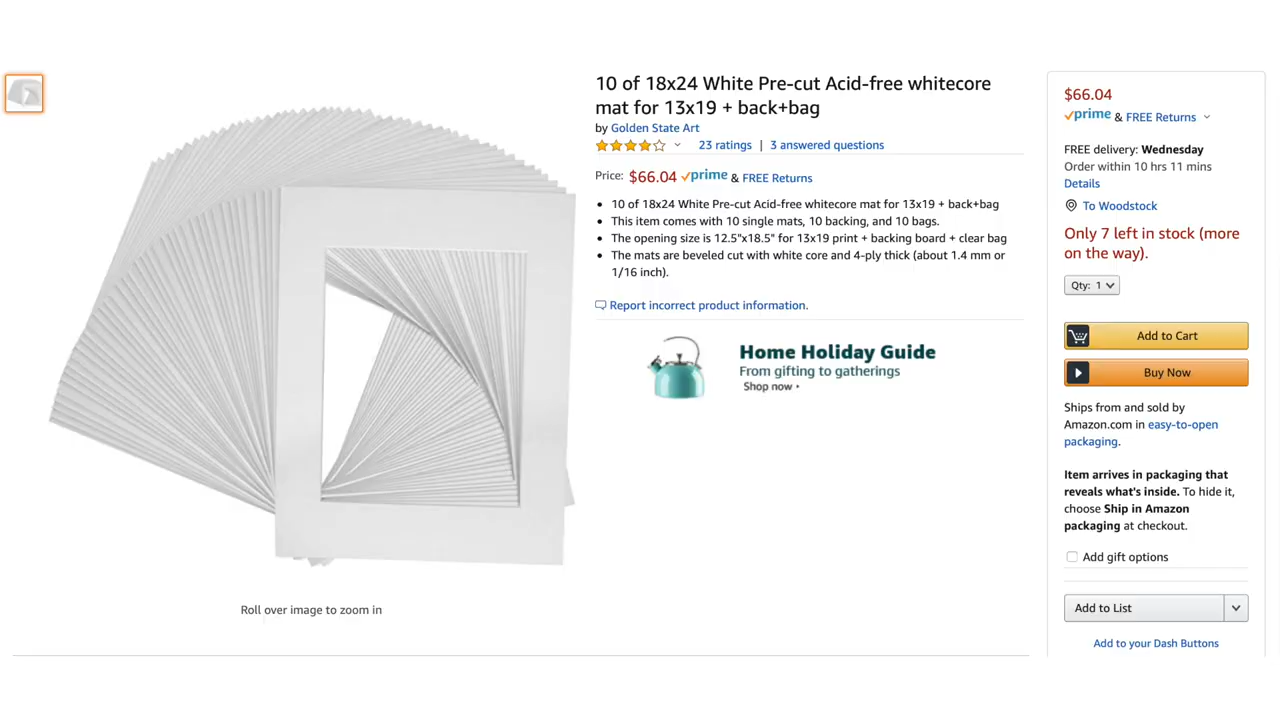 10 of 18x24 White Pre-cut Acid-free whitecore
mat for 13x19 + back+bag
by Golden State Art
23 ratings | 3 answered questions
Price: $66.04 prime & FREE Returns
10 of 18x24 White Pre-cut Acid-free whitecore mat for 13x19 + back+bag
This item comes with 10 single mats, 10 backing, and 10 bags.
The opening size is 12.5"x18.5" for 13x19 print + backing board + clear bag
The mats are beveled cut with white core and 4-ply thick (about 1.4 mm or
1/16 inch).
Report incorrect product information.
Home Holiday Guide
From gifting to gatherings
Shop now
Roll over image to zoom in
$66.04
prime & FREE Returns
FREE delivery: Wednesday
Order within 10 hrs 11 mins
Details
To Woodstock
Only 7 left in stock (more
on the way).
Qty: 1
Add to Cart
Buy Now
Ships from and sold by
Amazon.com in easy-to-open
packaging.
Item arrives in packaging that
reveals what's inside. To hide it,
choose Ship in Amazon
packaging at checkout.
Add gift options
Add to List
Add to your Dash Buttons